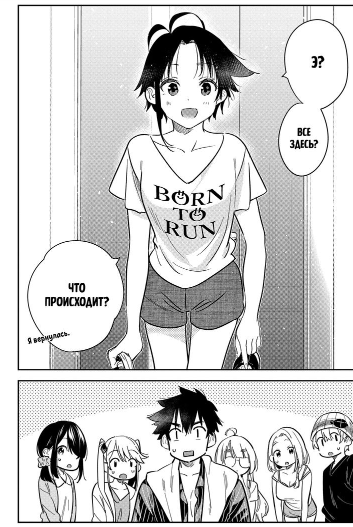 Э?
ВСЕ
ЗДЕСЬ?
BORN
TO
RUN
ЧТО
ПРОИСХОДИТ?
Я вернулась.